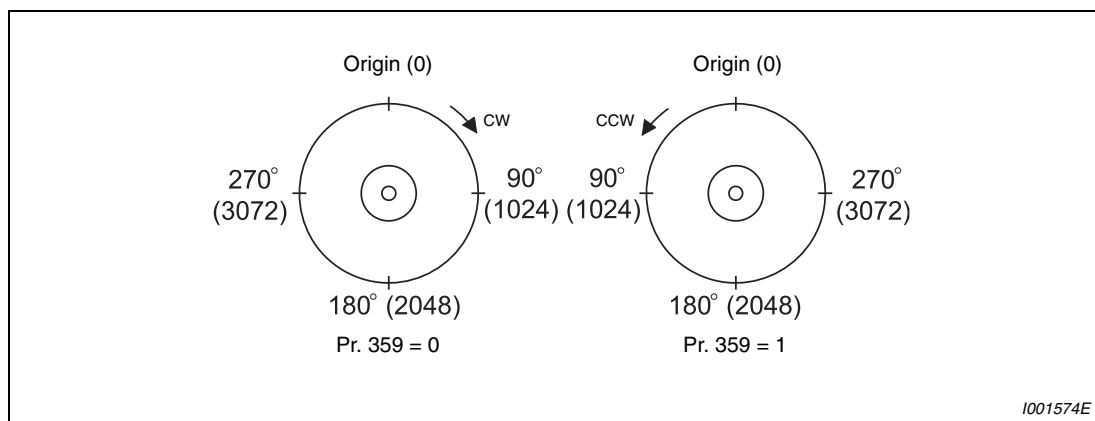 Origin (0)
CW
270°
(3072)
90°
(1024)
180° (2048)
Pr. 359 = 0
Origin (0)
CCW
90°
(1024)
270°
(3072)
180° (2048)
Pr. 359 = 1
I001574E